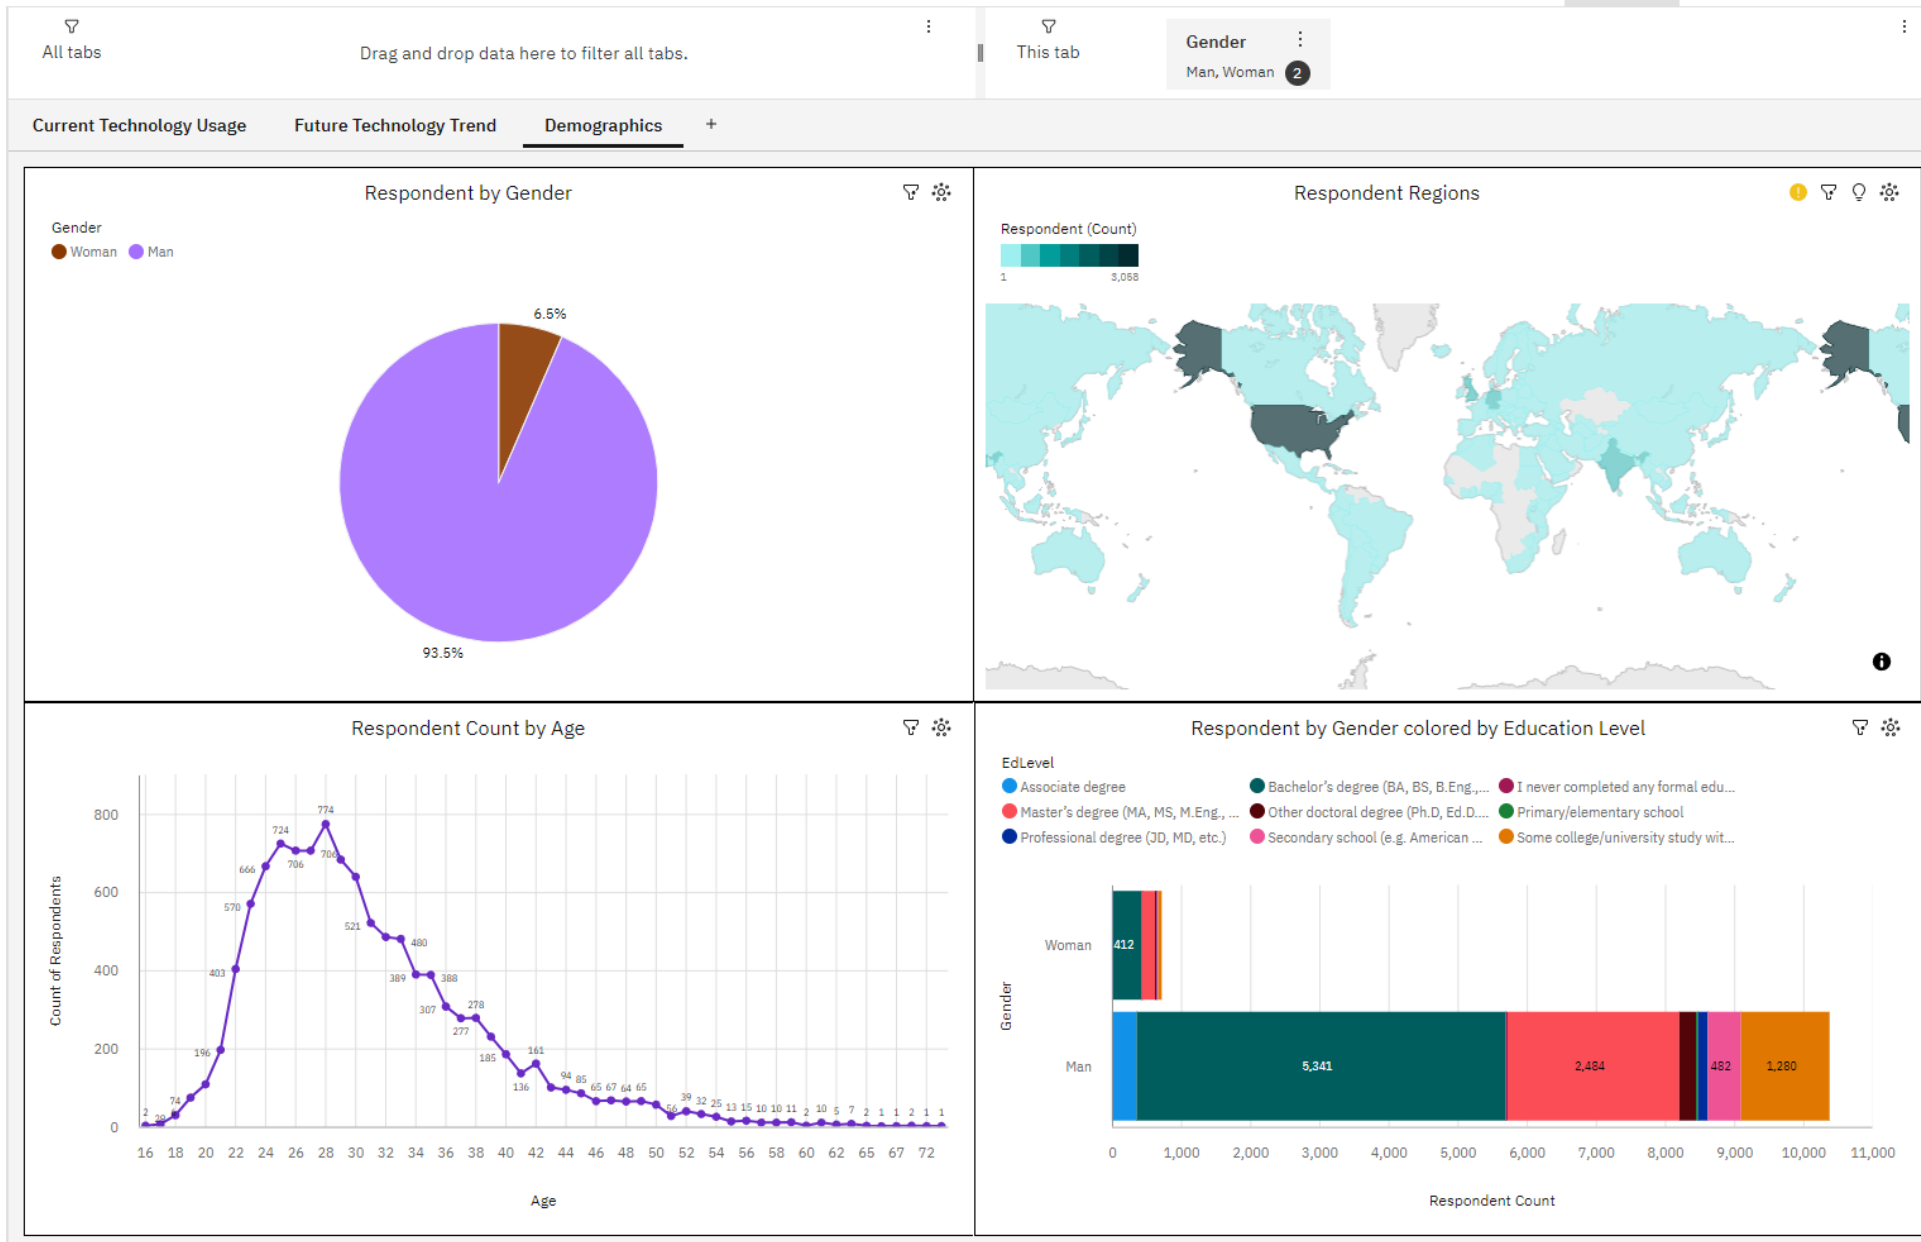 All tabs
Drag and drop data here to filter all tabs.
This tab
Gender
Man, Woman 2
Current Technology Usage Future Technology Trend Demographics +
Respondent by Gender
Gender
Woman Man
6.5%
93.5%
Respondent Regions
Respondent (Count)
1 3,058
Respondent Count by Age
Count of Respondents
800
600
400
200
0
2
74
196
403
570
666
724
706
774
706
521
480
389
388
307
277
278
185
136
161
94
85
65
67
64
65
56
39
32
25
13
15
10
10
11
2
10
5
7
2
1
1
2
1
1
16 18 20 22 24 26 28 30 32 34 36 38 40 42 44 46 48 50 52 54 56 58 60 62 65 67 72
Age
Respondent by Gender colored by Education Level
EdLevel
Associate degree Bachelor's degree (BA, BS, B.Eng.,... I never completed any formal edu...
Master's degree (MA, MS, M.Eng., ... Other doctoral degree (Ph.D, Ed.D.... Primary/elementary school
Professional degree (JD, MD, etc.) Secondary school (e.g. American ... Some college/university study wit...
Gender
Woman
412
Man
5,341 2,484 482 1,280
0 1,000 2,000 3,000 4,000 5,000 6,000 7,000 8,000 9,000 10,000 11,000
Respondent Count